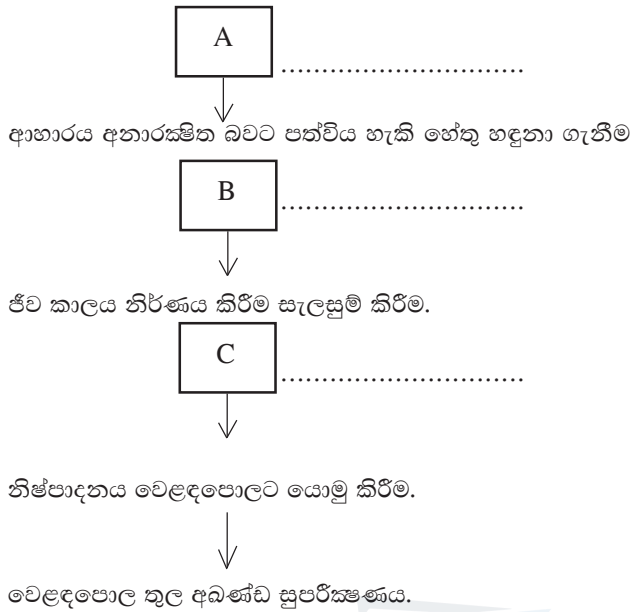 A
..............................
ආහාරය අනාරක්ෂිත බවට පත්විය හැකි හේතු හඳුනා ගැනීම
B
..............................
ජීව කාලය නිර්ණය කිරීම සැලසුම් කිරීම.
C
..............................
නිෂ්පාදනය වෙළඳපොලට යොමු කිරීම.
වෙළඳපොල තුල අඛණ්ඩ සුපරීක්ෂණය.